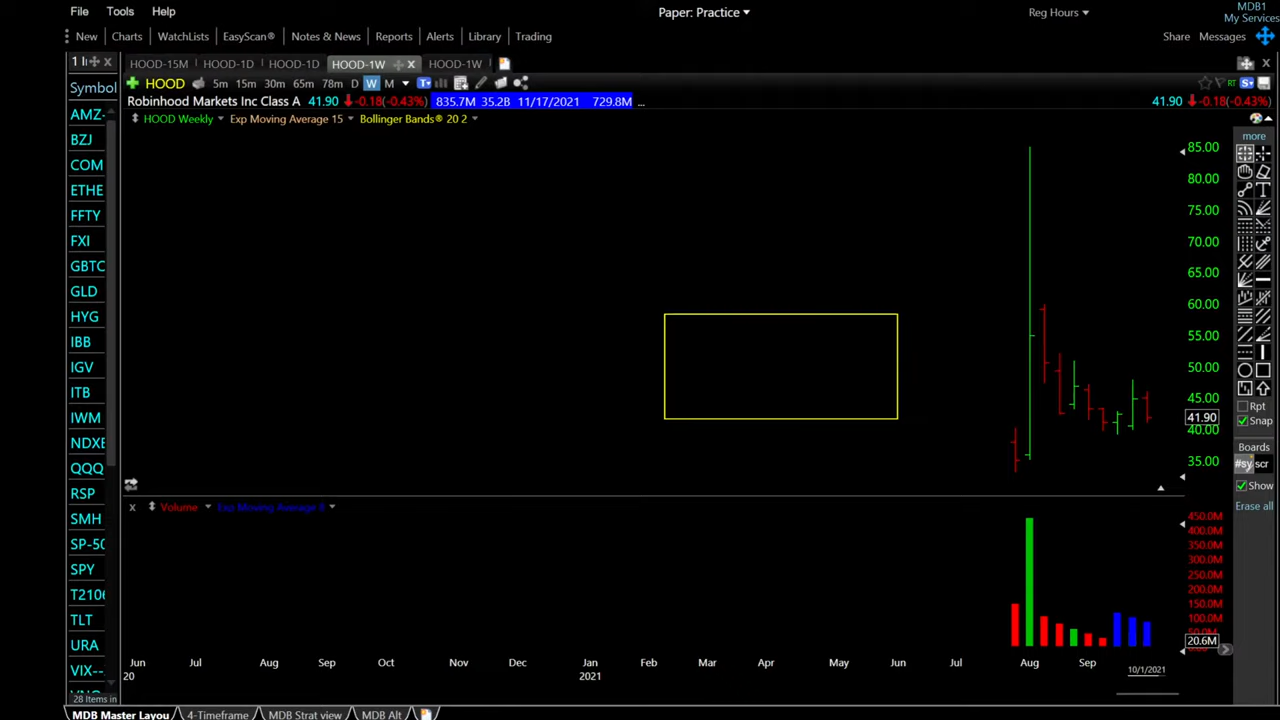 File Tools Help Paper: Practice Reg Hours MDB1
My Services
New Charts WatchLists EasyScan® Notes & News Reports Alerts Library Trading Share Messages
HOOD-15M HOOD-1D HOOD-1D HOOD-1W HOOD-1W
HOOD 5m 15m 30m 65m 78m D W M
Robinhood Markets Inc Class A 41.90 -0.18(-0.43%) 835.7M 35.2B 11/17/2021 729.8M ... 41.90 -0.18(-0.43%)
HOOD Weekly Exp Moving Average 15 Bollinger Bands® 20 2
Symbol
AMZ-
BZJ
COM
ETHE
FFTY
FXI
GBTC
GLD
HYG
IBB
IGV
ITB
IWM
NDXE
QQQ
RSP
SMH
SP-50
SPY
T2106
TLT
URA
VIX--
28 Items in
85.00
80.00
75.00
70.00
65.00
60.00
55.00
50.00
45.00
41.90
40.00
35.00
more
Rpt
Snap
Boards
#sy scr
Show
Erase all
x Volume Exp Moving Average
450.0M
400.0M
350.0M
300.0M
250.0M
200.0M
150.0M
100.0M
20.6M
Jun Jul Aug Sep Oct Nov Dec Jan Feb Mar Apr May Jun Jul Aug Sep 10/1/2021
20 2021
MDB Master Layou 4-Timeframe MDB Strat view MDB Alt